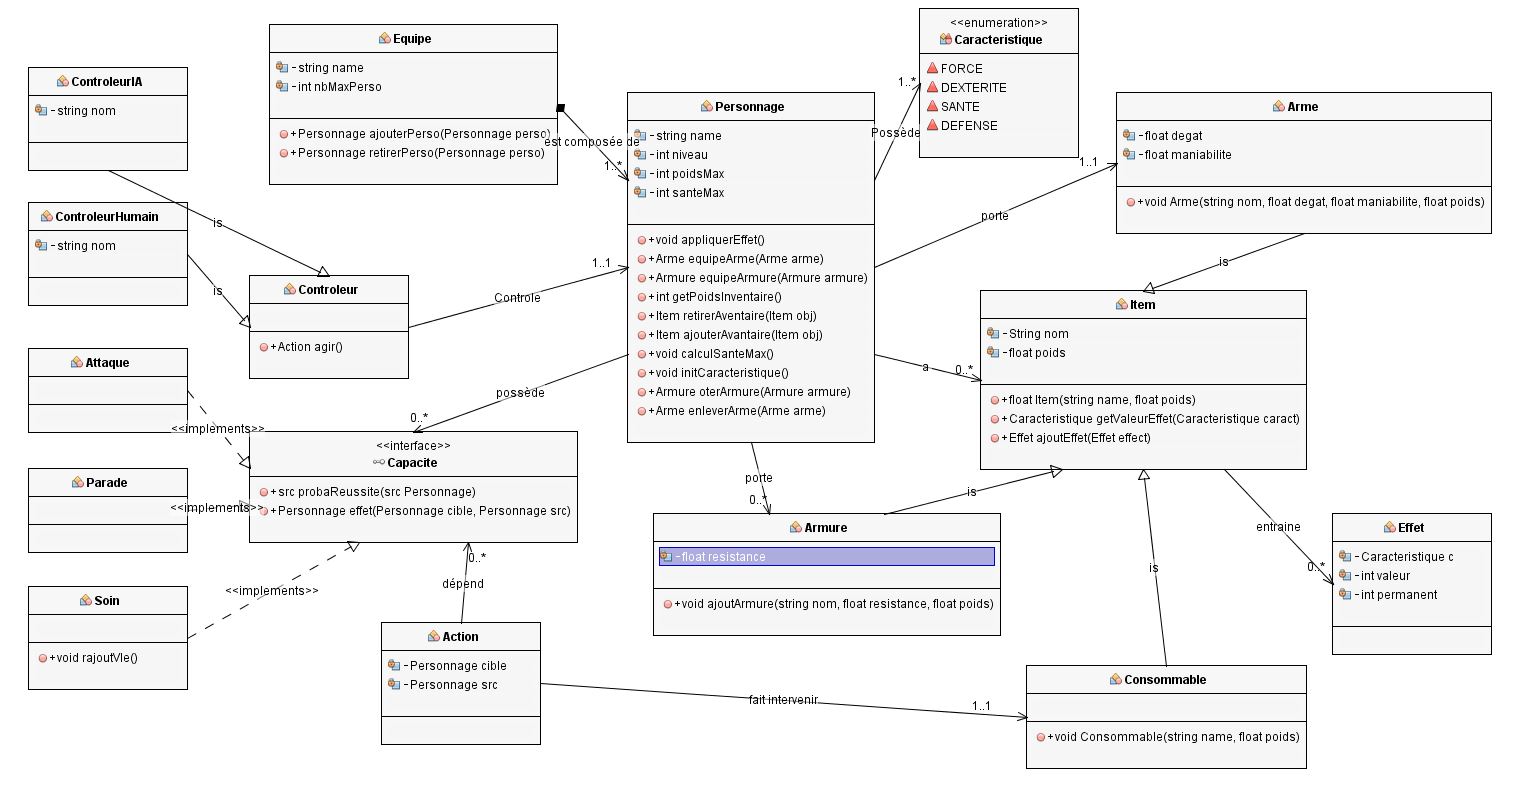 ControleurIA
-string nom
ControleurHumain
-string nom
is
is
Equipe
-string name
-int nbMaxPerso
+Personnage ajouterPerso(Personnage perso)
+Personnage retirerPerso(Personnage perso)
est composée de
1..*
Controleur
+Action agir()
Controle
1..1
Personnage
-string name
-int niveau
-int poidsMax
-int santeMax
+void appliquerEffet()
+Arme equipeArme(Arme arme)
+Armure equipeArmure(Armure armure)
+int getPoidsInventaire()
+Item retirerAventaire(Item obj)
+Item ajouterAvantaire(Item obj)
+void calculSanteMax()
+void initCaracteristique()
+Armure oterArmure(Armure armure)
+Arme enleverArme(Arme arme)
Possède
1..*
<<enumeration>>
Caracteristique
FORCE
DEXTERITE
SANTE
DEFENSE
porte
1..1
Arme
-float degat
-float maniabilite
+void Arme(string nom, float degat, float maniabilite, float poids)
is
a
0..*
Item
-String nom
-float poids
+float Item(string name, float poids)
+Caracteristique getValeurEffet(Caracteristique caract)
+Effet ajoutEffet(Effet effect)
possède
0..*
Attaque
<<implements>>
Parade
<<implements>>
Soin
+void rajoutVIe()
<<implements>>
<<interface>>
Capacite
+src probaReussite(src Personnage)
+Personnage effet(Personnage cible, Personnage src)
0..*
dépend
Action
-Personnage cible
-Personnage src
fait intervenir
1..1
porte
0..*
Armure
-float resistance
+void ajoutArmure(string nom, float resistance, float poids)
is
is
entraine
0..*
Effet
-Caracteristique c
-int valeur
-int permanent
Consommable
+void Consommable(string name, float poids)